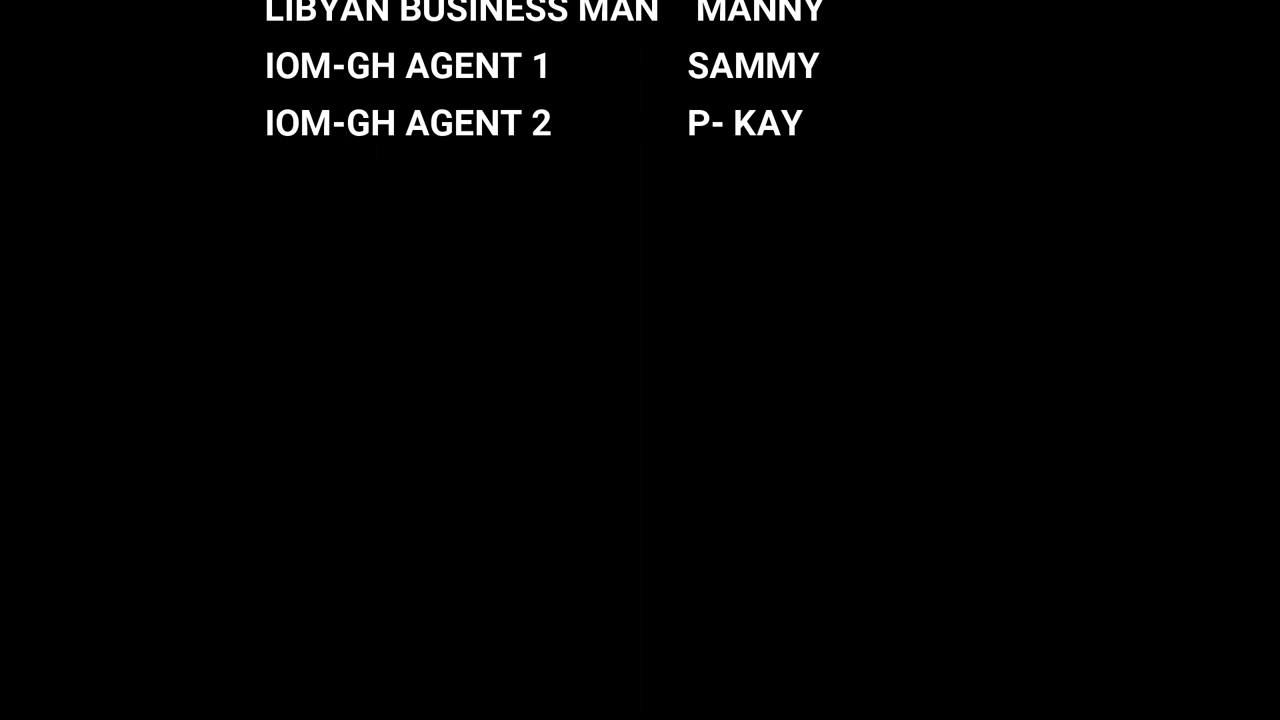 LIBYAN BUSINESS MAN MANNY
IOM-GH AGENT 1 SAMMY
IOM-GH AGENT 2 P- KAY